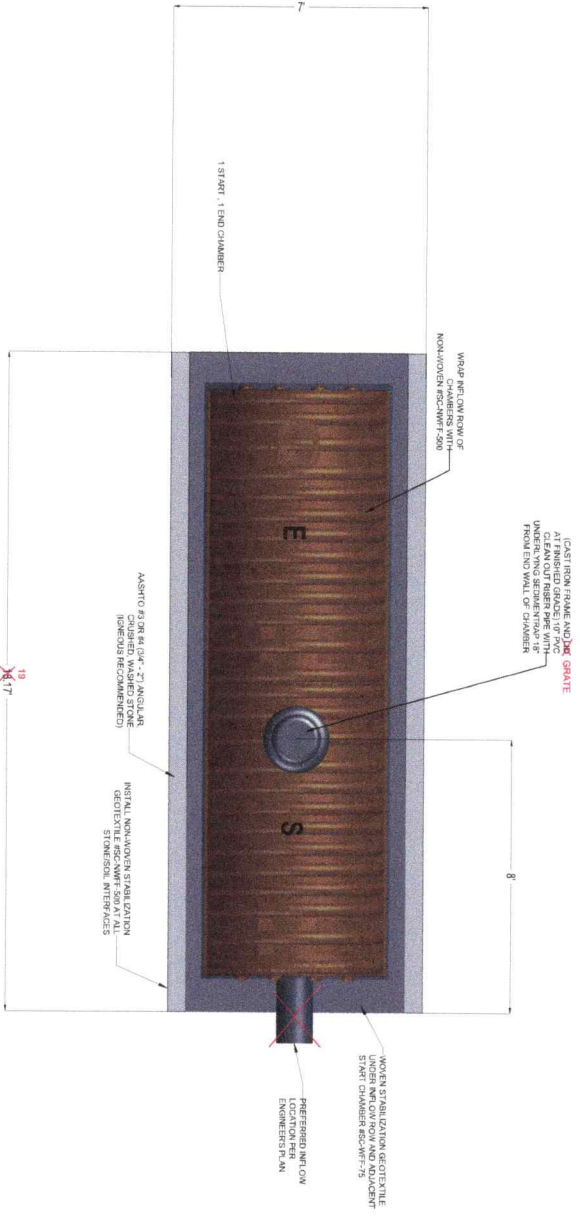 7'
1 START , 1 END CHAMBER
WRAP INFLOW ROW OF
CHAMBERS WITH
NON-WOVEN #SC-NWFF-500
(CAST IRON FRAME AND GRATE
AT FINISHED GRADE) 10" PVC
CLEAN OUT RISER PIPE WITH
UNDERLYING SEDIMENTRAP 18"
FROM END WALL OF CHAMBER
E
S
8'
AASHTO #3 OR #4 (3/4" - 2") ANGULAR
CRUSHED, WASHED STONE
(IGNEOUS RECOMMENDED)
19
.17'
INSTALL NON-WOVEN STABILIZATION
GEOTEXTILE #SC-NWFF-500 AT ALL
STONE/SOIL INTERFACES
WOVEN STABILIZATION GEOTEXTILE
UNDER INFLOW ROW AND ADJACENT
START CHAMBER #SC-WFF-75
PREFERRED INFLOW
LOCATION PER
ENGINEER'S PLAN